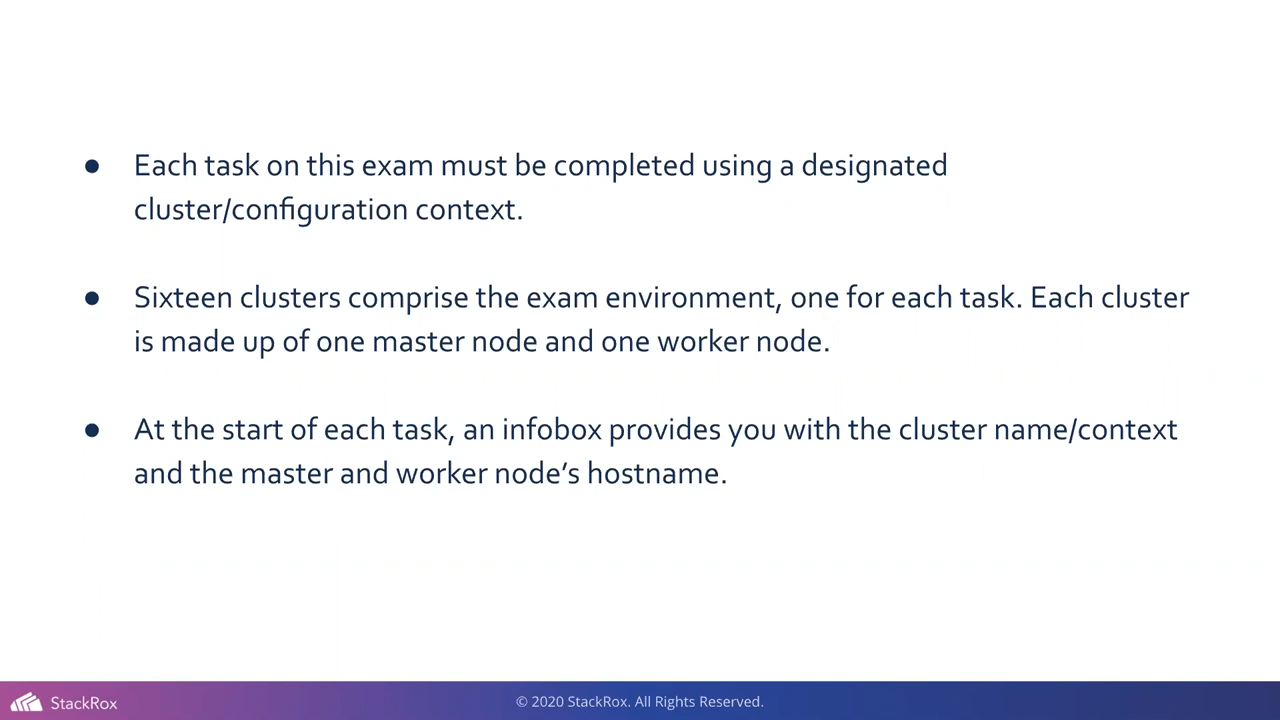 ● Each task on this exam must be completed using a designated
cluster/configuration context.
● Sixteen clusters comprise the exam environment, one for each task. Each cluster
is made up of one master node and one worker node.
● At the start of each task, an infobox provides you with the cluster name/context
and the master and worker node’s hostname.
StackRox
© 2020 StackRox. All Rights Reserved.